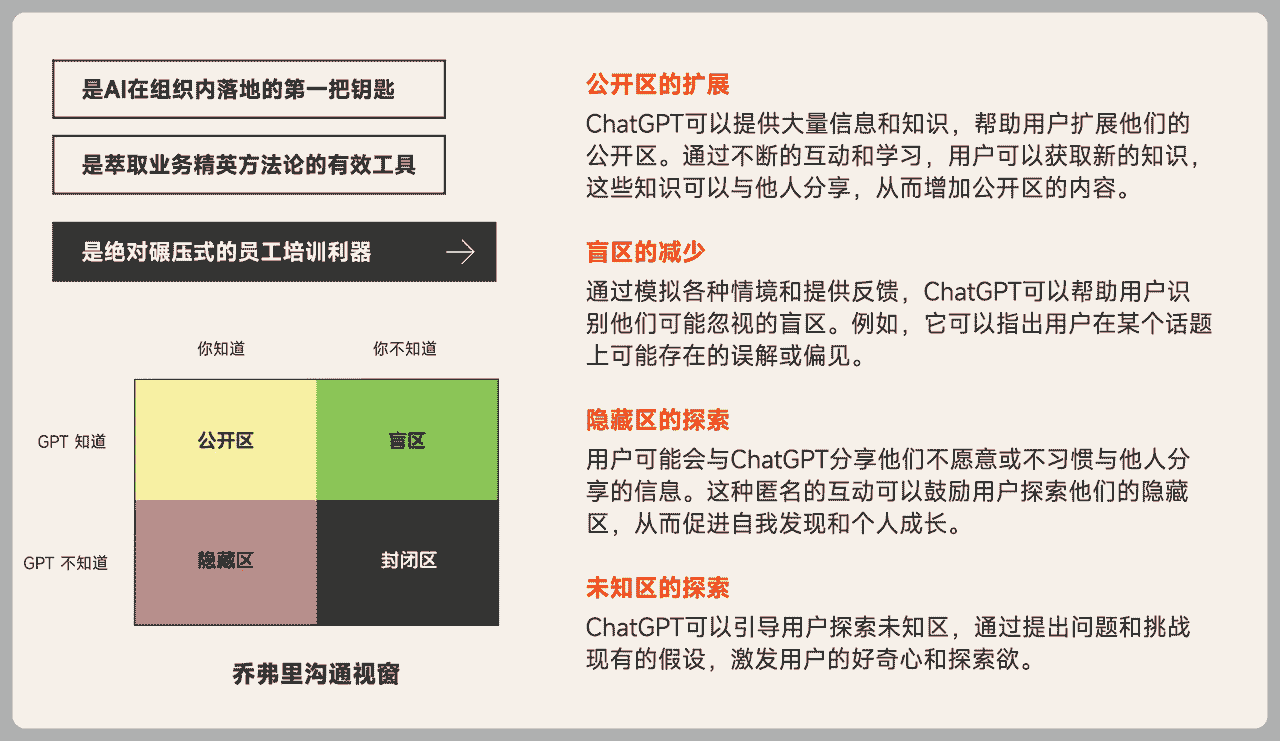 是AI在组织内落地的第一把钥匙
是萃取业务精英方法论的有效工具
是绝对碾压式的员工培训利器
你知道
你不知道
GPT 知道
公开区
盲区
GPT 不知道
隐藏区
封闭区
乔弗里沟通视窗
公开区的扩展
ChatGPT可以提供大量信息和知识，帮助用户扩展他们的
公开区。通过不断的互动和学习，用户可以获取新的知识，
这些知识可以与他人分享，从而增加公开区的内容。
盲区的减少
通过模拟各种情境和提供反馈，ChatGPT可以帮助用户识
别他们可能忽视的盲区。例如，它可以指出用户在某个话题
上可能存在的误解或偏见。
隐藏区的探索
用户可能会与ChatGPT分享他们不愿意或不习惯与他人分
享的信息。这种匿名的互动可以鼓励用户探索他们的隐藏
区，从而促进自我发现和个人成长。
未知区的探索
ChatGPT可以引导用户探索未知区，通过提出问题和挑战
现有的假设，激发用户的好奇心和探索欲。